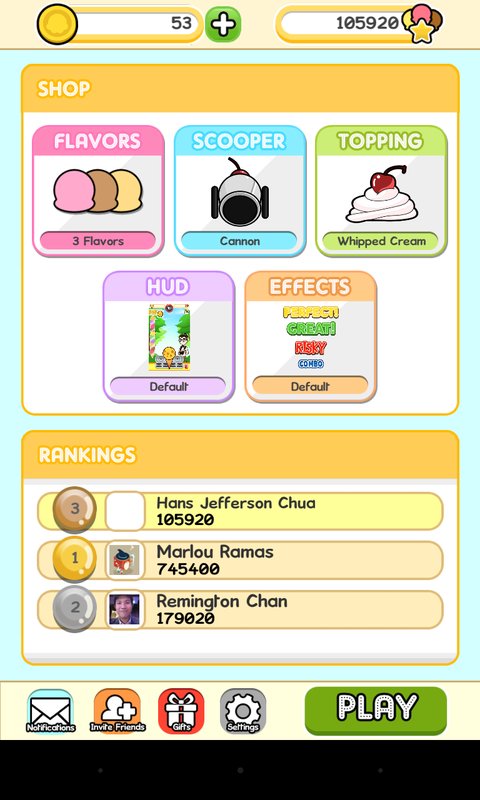 53
105920
SHOP
FLAVORS
SCOOPER
TOPPING
3 Flavors
Cannon
Whipped Cream
HUD
EFFECTS
PERFECT!
GREAT!
RISKY
COMBO
Default
Default
RANKINGS
3
Hans Jefferson Chua
105920
1
Marlou Ramas
745400
2
Remington Chan
179020
Notifications
Invite Friends
Gifts
Settings
PLAY